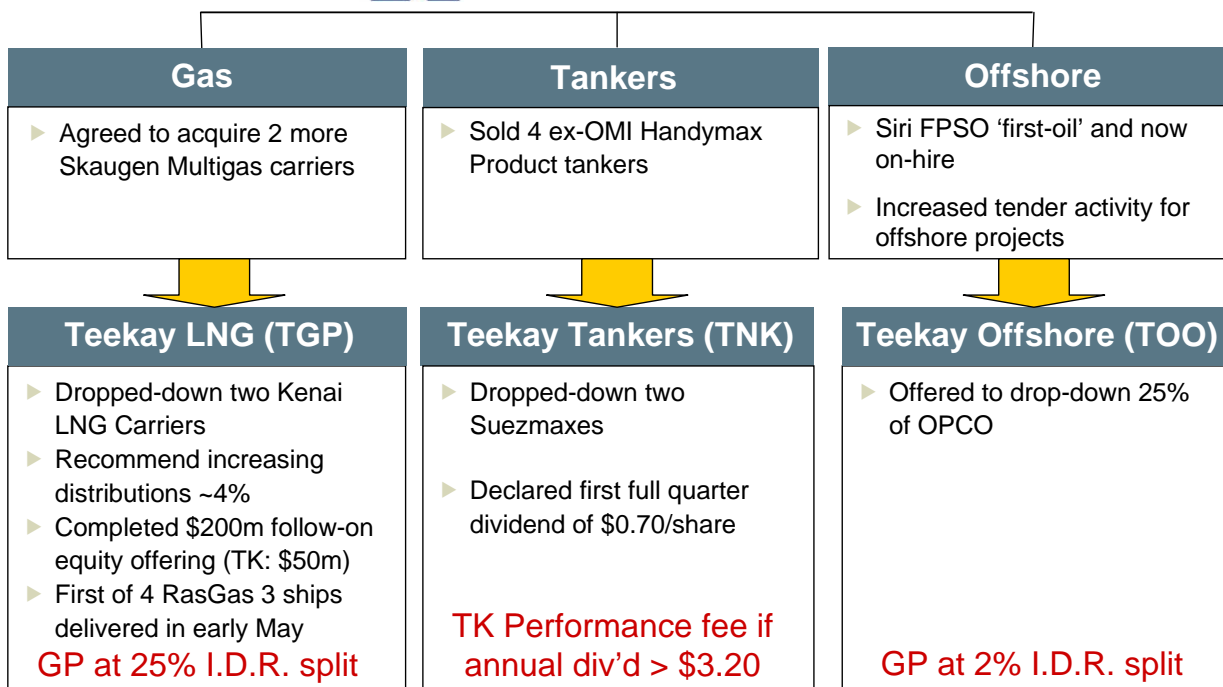 Gas
Agreed to acquire 2 more
Skaugen Multigas carriers
Tankers
Sold 4 ex-OMI Handymax
Product tankers
Offshore
Siri FPSO ‘first-oil’ and now
on-hire
Increased tender activity for
offshore projects
Teekay LNG (TGP)
Dropped-down two Kenai
LNG Carriers
Recommend increasing
distributions ~4%
Completed $200m follow-on
equity offering (TK: $50m)
First of 4 RasGas 3 ships
delivered in early May
GP at 25% I.D.R. split
Teekay Tankers (TNK)
Dropped-down two
Suezmaxes
Declared first full quarter
dividend of $0.70/share
TK Performance fee if
annual div’d > $3.20
Teekay Offshore (TOO)
Offered to drop-down 25%
of OPCO
GP at 2% I.D.R. split